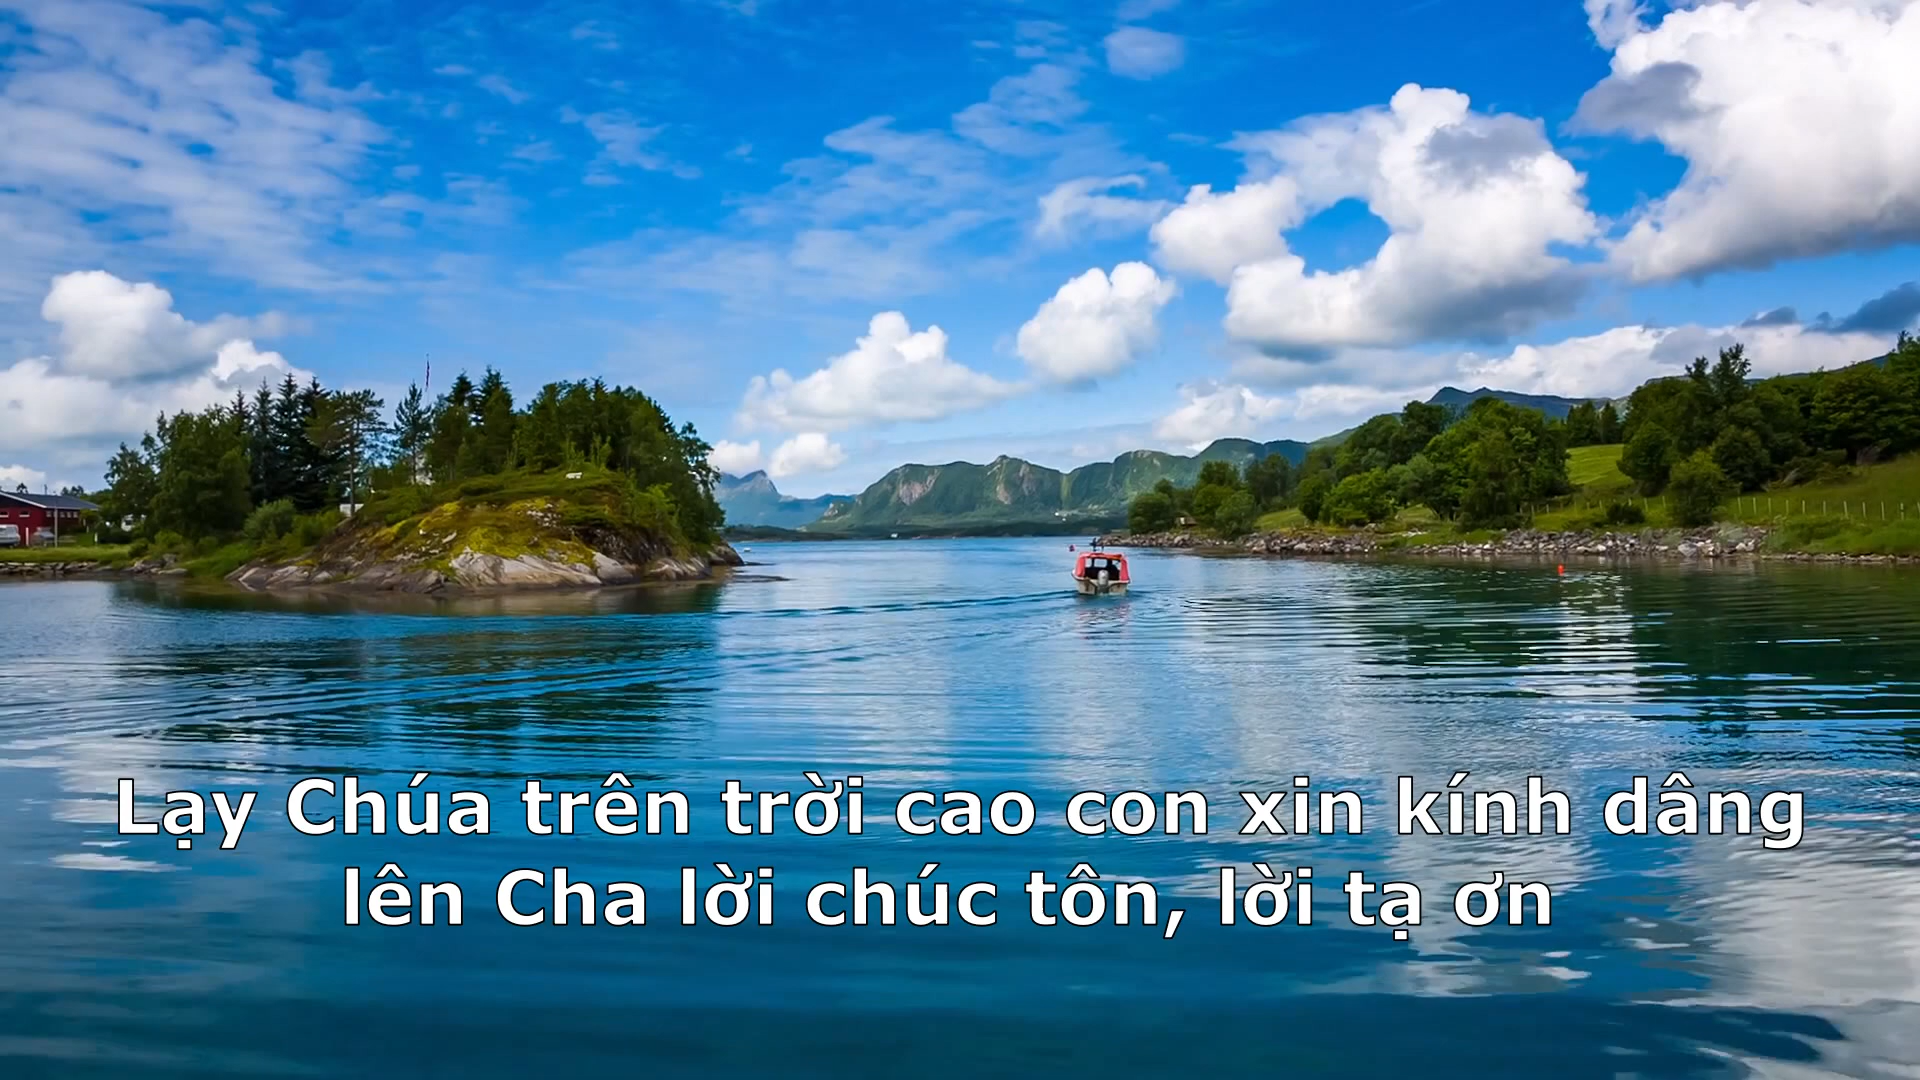 Lạy Chúa trên trời cao con xin kính dâng
lên Cha lời chúc tôn, lời tạ ơn